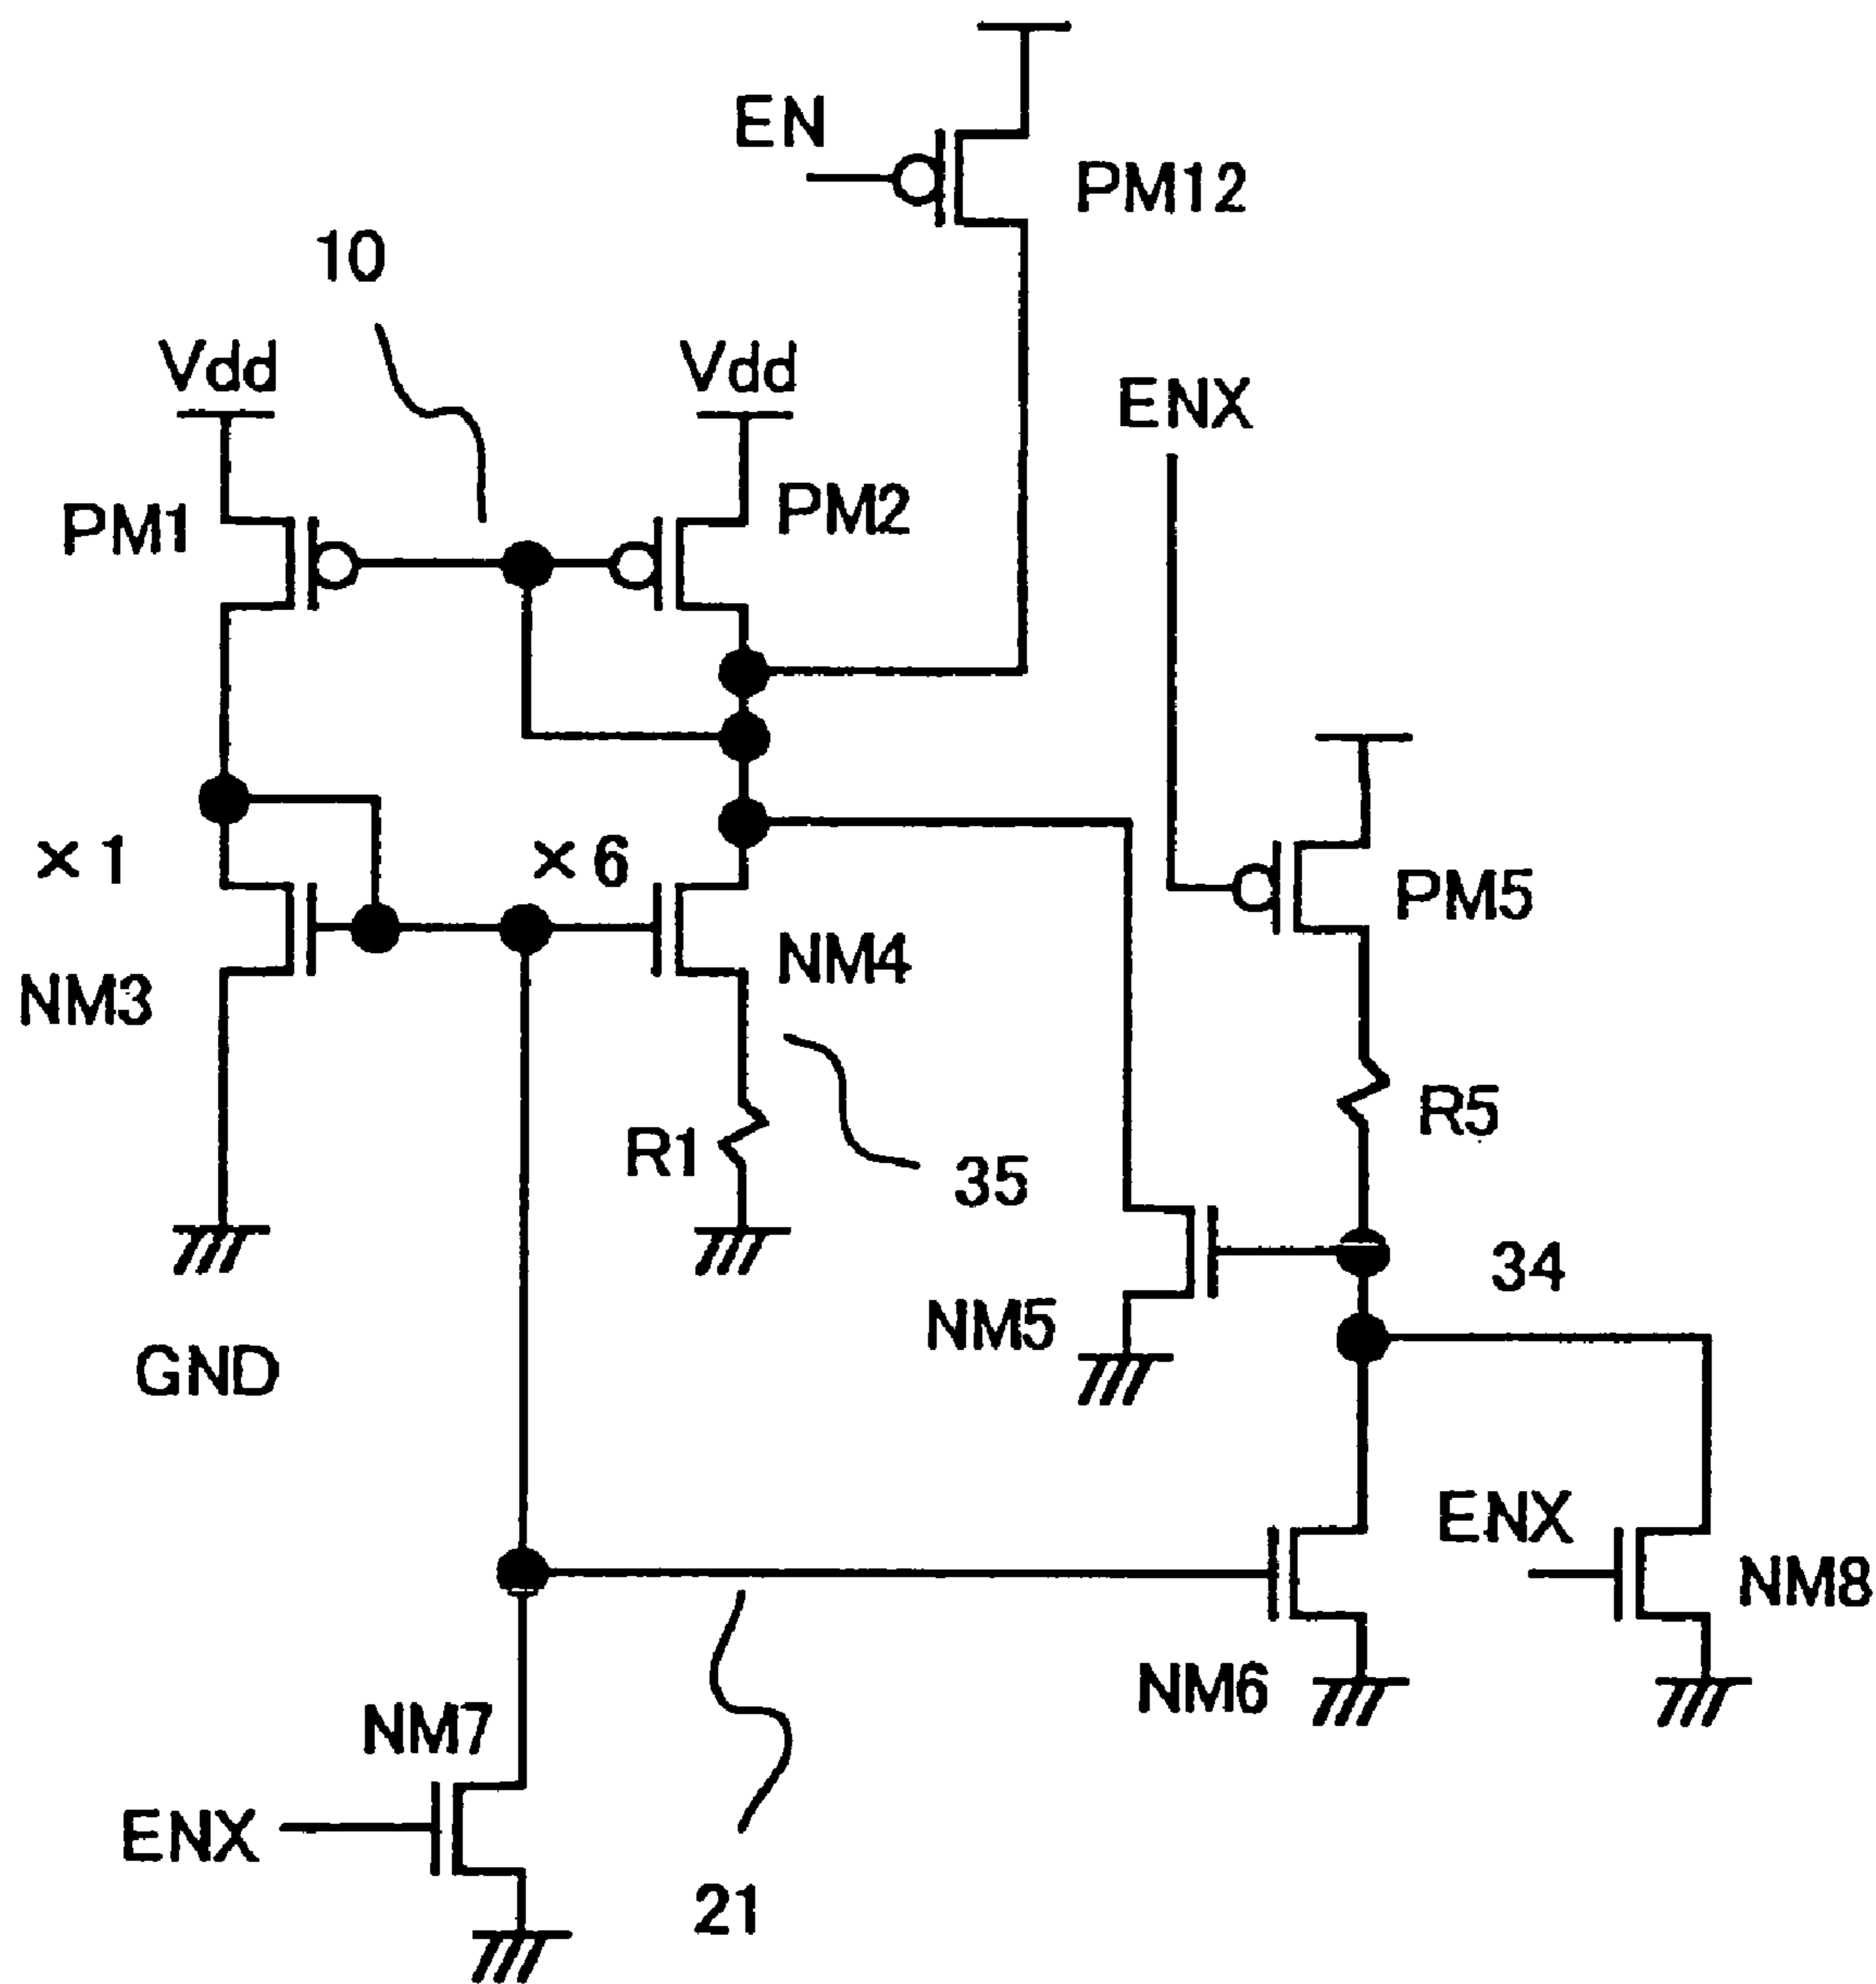 EN
PM12
10
Vdd
Vdd
ENX
PM1
PM2
×1
×6
PM5
NM3
NM4
R1
35
R5
34
NM5
GND
ENX
NM8
NM6
NM7
ENX
21